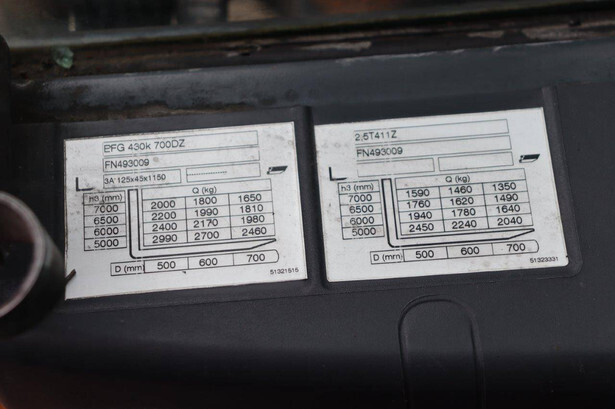 EFG 430k 700DZ
FN493009
3A 125x45x1150
h3 (mm) Q (kg)
7000 2000 1800 1650
6500 2200 1990 1810
6000 2400 2170 1980
5000 2990 2700 2460
D (mm) 500 600 700
51321515
2,5T411Z
FN493009
h3 (mm) Q (kg)
7000 1590 1460 1350
6500 1760 1620 1490
6000 1940 1780 1640
5000 2450 2240 2040
D (mm) 500 600 700
51323331